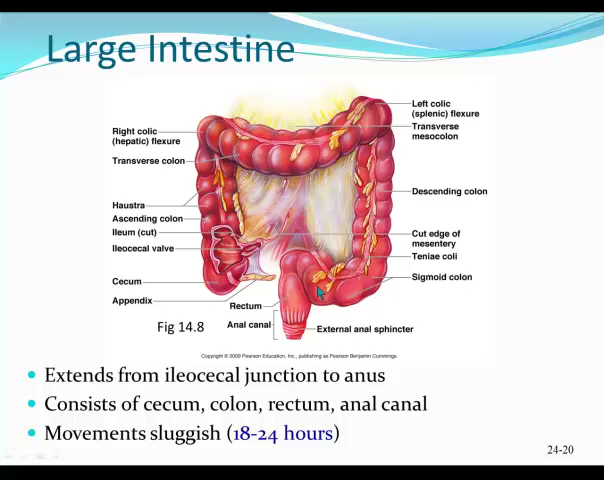 Large Intestine
Left colic
(splenic) flexure
Transverse
mesocolon
Right colic
(hepatic) flexure
Transverse colon
Descending colon
Haustra
Ascending colon
Ileum (cut)
Ileocecal valve
Cut edge of
mesentery
Teniae coli
Sigmoid colon
Cecum
Appendix
Rectum
Fig 14.8
Anal canal
External anal sphincter
Copyright © 2009 Pearson Education, Inc., publishing as Pearson Benjamin Cummings
• Extends from ileocecal junction to anus
• Consists of cecum, colon, rectum, anal canal
• Movements sluggish (18-24 hours)
24-20